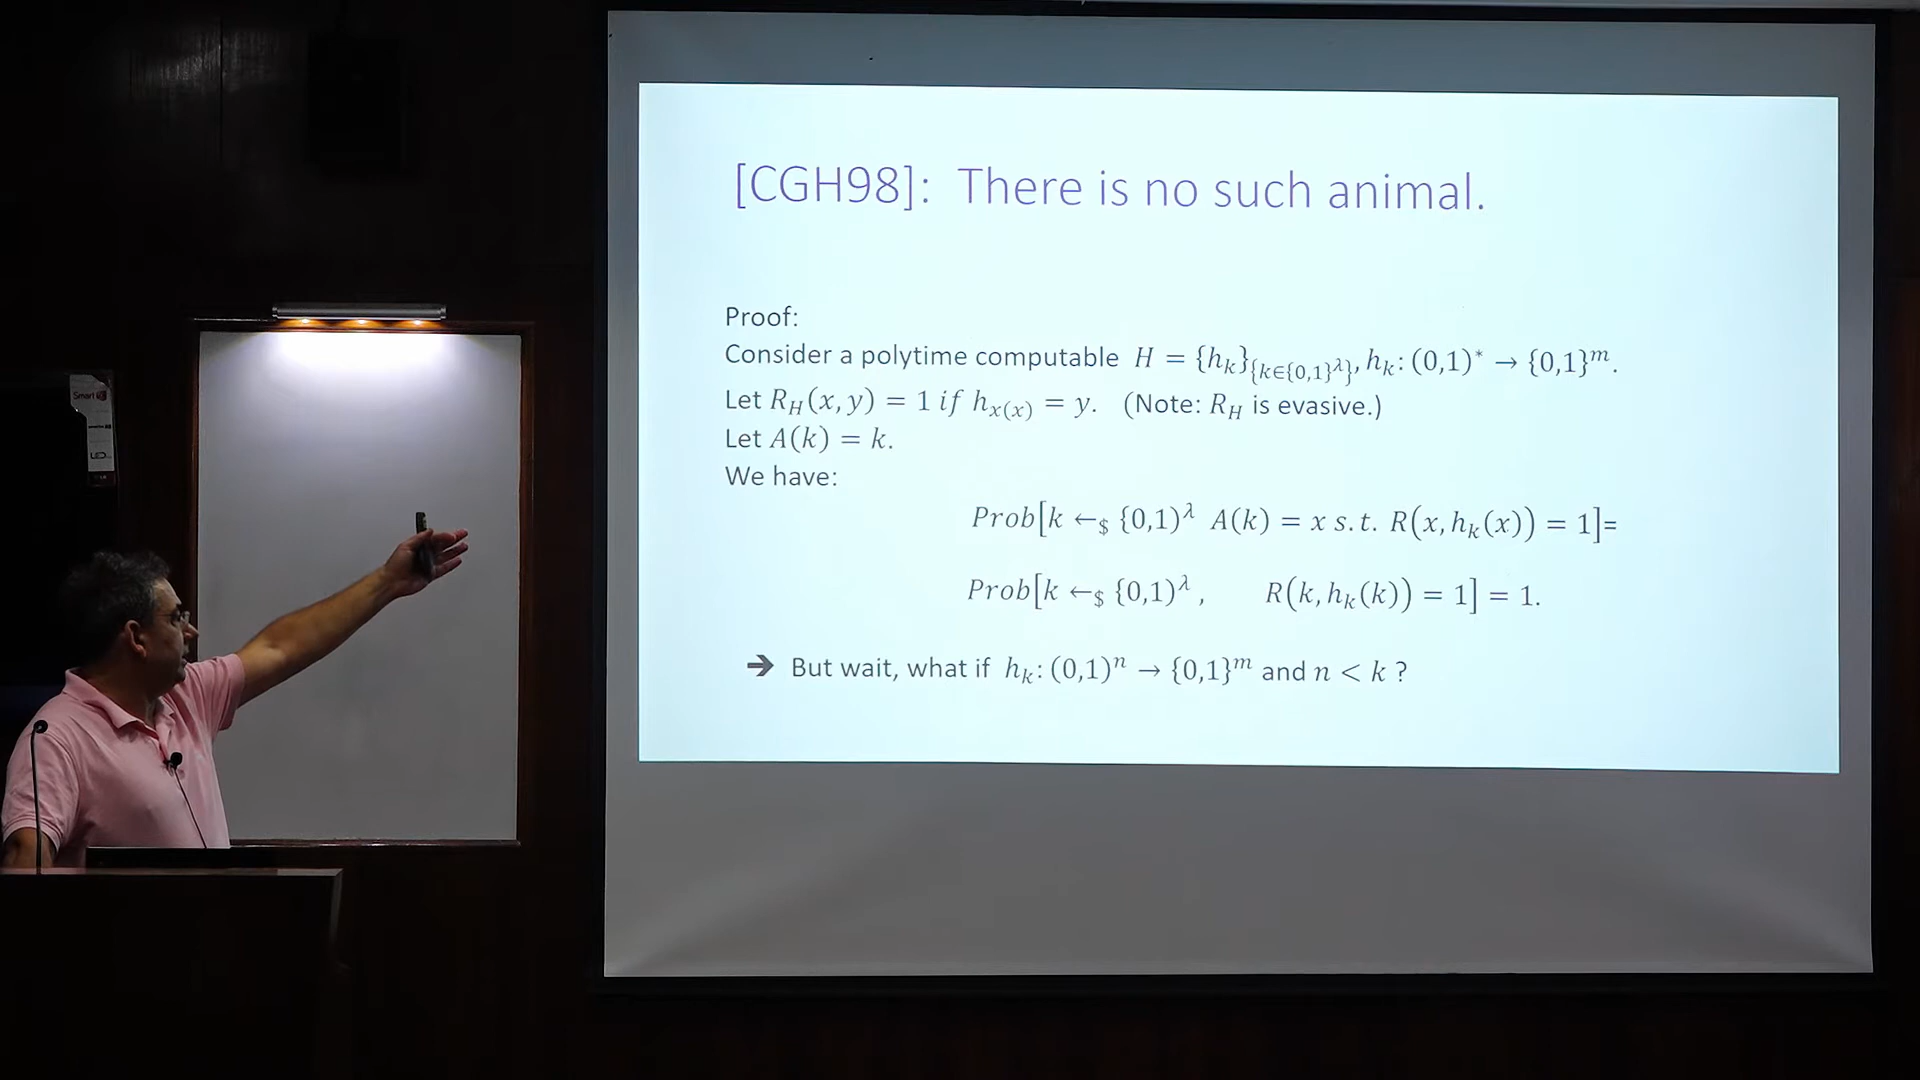 [CGH98]: There is no such animal.
Proof:
Consider a polytime computable H = {h_k}_{k∈{0,1}^λ}, h_k: (0,1)* → {0,1}^m.
Let R_H(x, y) = 1 if h_{x(x)} = y. (Note: R_H is evasive.)
Let A(k) = k.
We have:
Prob[k ←_$ {0,1)^λ A(k) = x s.t. R(x, h_k(x)) = 1]=
Prob[k ←_$ {0,1)^λ, R(k, h_k(k)) = 1] = 1.
➔ But wait, what if h_k: (0,1)^n → {0,1}^m and n < k ?
Smart
LED